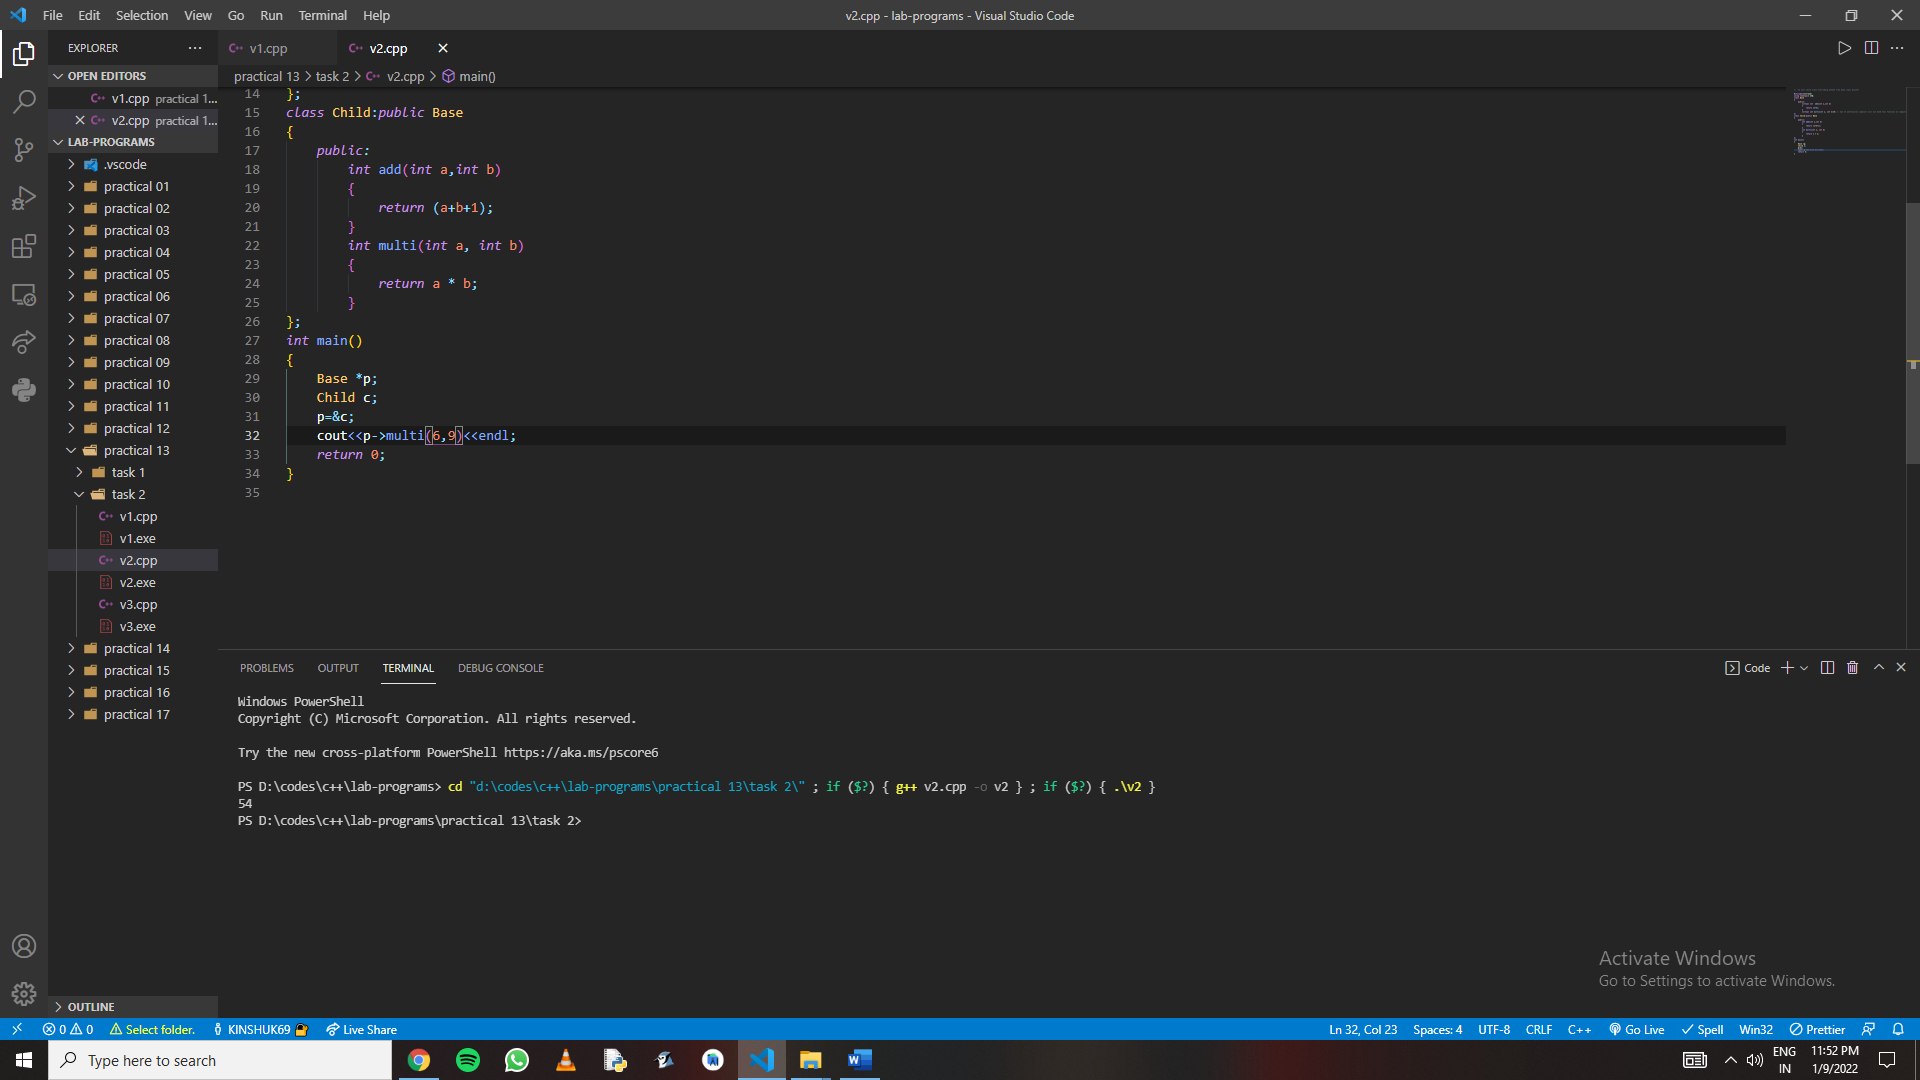 File Edit Selection View Go Run Terminal Help
v2.cpp - lab-programs - Visual Studio Code
EXPLORER
OPEN EDITORS
v1.cpp practical 1...
v2.cpp practical 1...
LAB-PROGRAMS
.vscode
practical 01
practical 02
practical 03
practical 04
practical 05
practical 06
practical 07
practical 08
practical 09
practical 10
practical 11
practical 12
practical 13
task 1
task 2
v1.cpp
v1.exe
v2.cpp
v2.exe
v3.cpp
v3.exe
practical 14
practical 15
practical 16
practical 17
OUTLINE
v1.cpp
v2.cpp
practical 13 > task 2 > v2.cpp > main()
14 };
15 class Child:public Base
16 {
17 public:
18 int add(int a,int b)
19 {
20 return (a+b+1);
21 }
22 int multi(int a, int b)
23 {
24 return a * b;
25 }
26 };
27 int main()
28 {
29 Base *p;
30 Child c;
31 p=&c;
32 cout<<p->multi(6,9)<<endl;
33 return 0;
34 }
35
PROBLEMS OUTPUT TERMINAL DEBUG CONSOLE
Code
Windows PowerShell
Copyright (C) Microsoft Corporation. All rights reserved.
Try the new cross-platform PowerShell https://aka.ms/pscore6
PS D:\codes\c++\lab-programs> cd "d:\codes\c++\lab-programs\practical 13\task 2\" ; if ($?) { g++ v2.cpp -o v2 } ; if ($?) { .\v2 }
54
PS D:\codes\c++\lab-programs\practical 13\task 2>
Activate Windows
Go to Settings to activate Windows.
0 0 Select folder. KINSHUK69 Live Share
Ln 32, Col 23 Spaces: 4 UTF-8 CRLF C++ Go Live Spell Win32 Prettier
Type here to search
ENG
IN
11:52 PM
1/9/2022